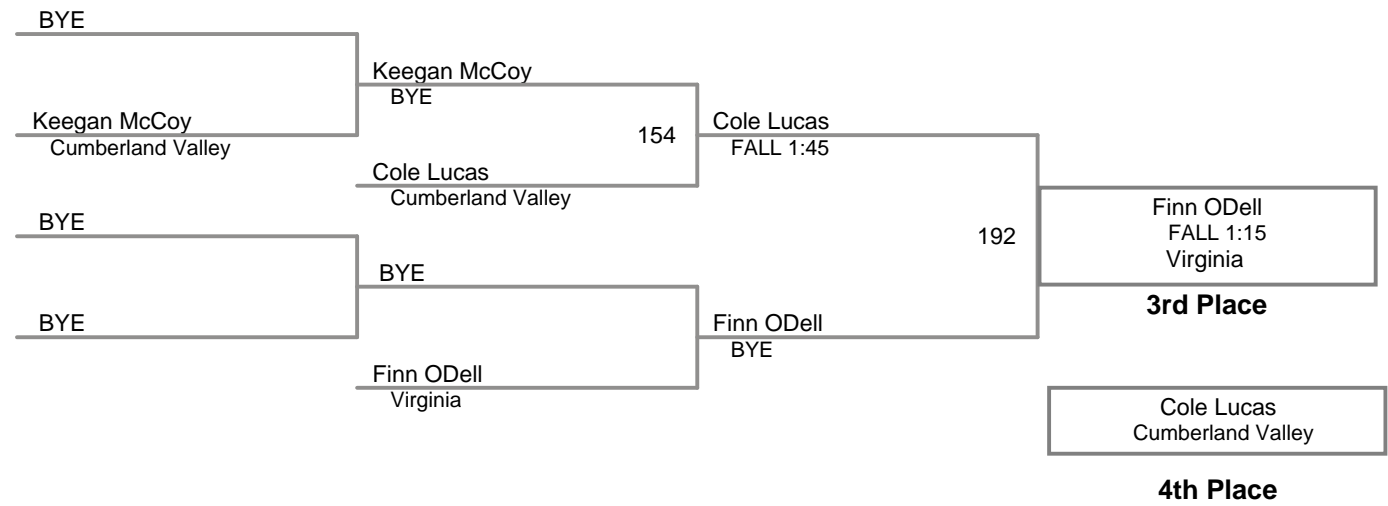 BYE
Keegan McCoy
BYE
Keegan McCoy
Cumberland Valley
154
Cole Lucas
FALL 1:45
Cole Lucas
Cumberland Valley
BYE
192
Finn ODell
FALL 1:15
Virginia
3rd Place
BYE
BYE
Finn ODell
BYE
Finn ODell
Virginia
Cole Lucas
Cumberland Valley
4th Place